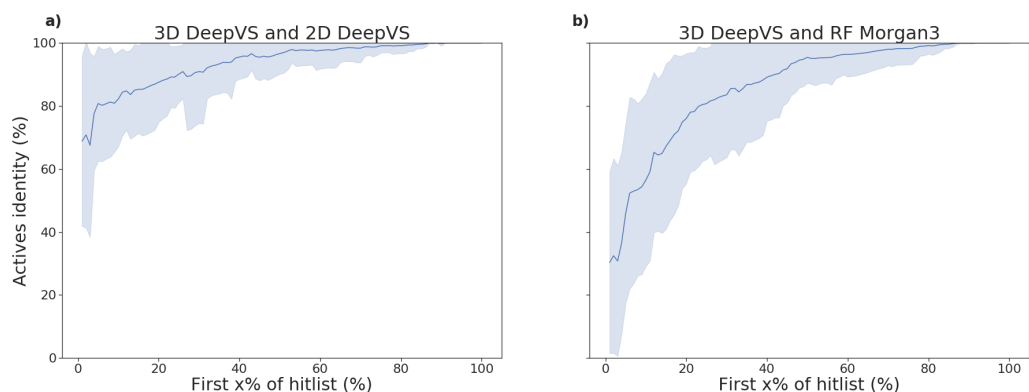 a)
3D DeepVS and 2D DeepVS
100
80
60
40
20
0
Actives identity (%)
0 20 40 60 80 100
First x% of hitlist (%)
b)
3D DeepVS and RF Morgan3
0 20 40 60 80 100
First x% of hitlist (%)